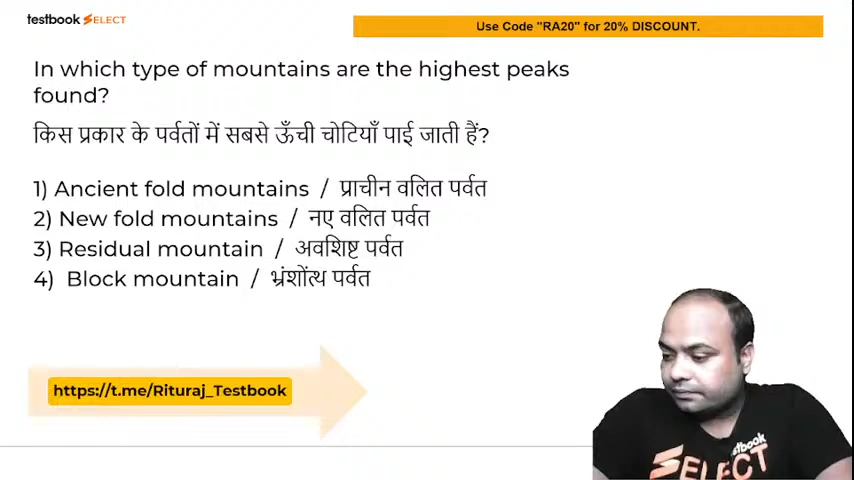 testbook SELECT
Use Code "RA20" for 20% DISCOUNT.
In which type of mountains are the highest peaks
found?
किस प्रकार के पर्वतों में सबसे ऊँची चोटियाँ पाई जाती हैं?
1) Ancient fold mountains / प्राचीन वलित पर्वत
2) New fold mountains / नए वलित पर्वत
3) Residual mountain / अवशिष्ट पर्वत
4) Block mountain / भ्रंशोंत्थ पर्वत
https://t.me/Rituraj_Testbook
testbook
SELECT